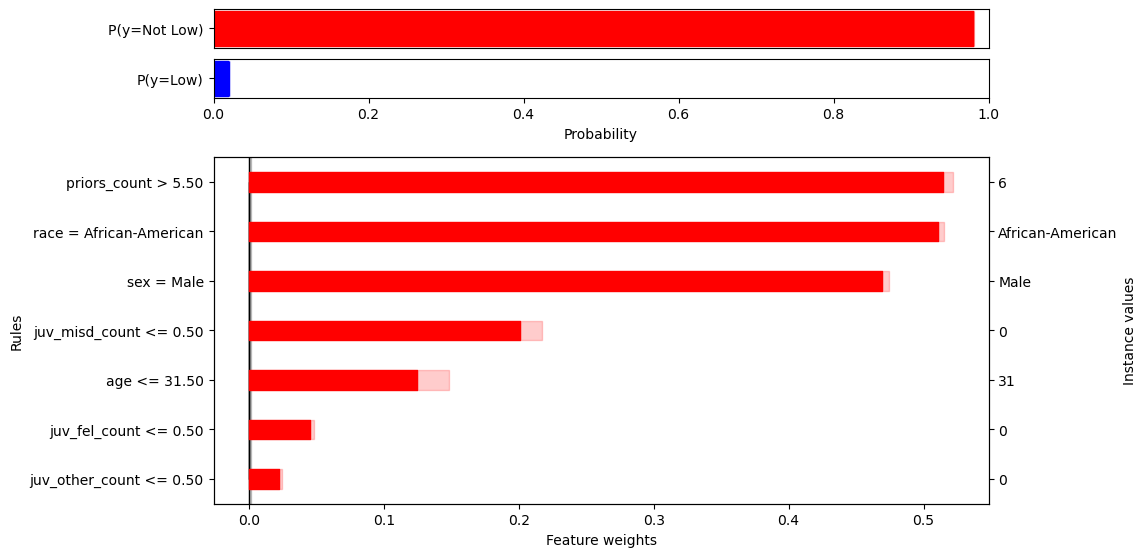 P(y=Not Low)
P(y=Low)
0.0 0.2 0.4 0.6 0.8 1.0
Probability
Rules
priors_count > 5.50 6
race = African-American African-American
sex = Male Male
juv_misd_count <= 0.50 0
age <= 31.50 31
juv_fel_count <= 0.50 0
juv_other_count <= 0.50 0
Instance values
0.0 0.1 0.2 0.3 0.4 0.5
Feature weights